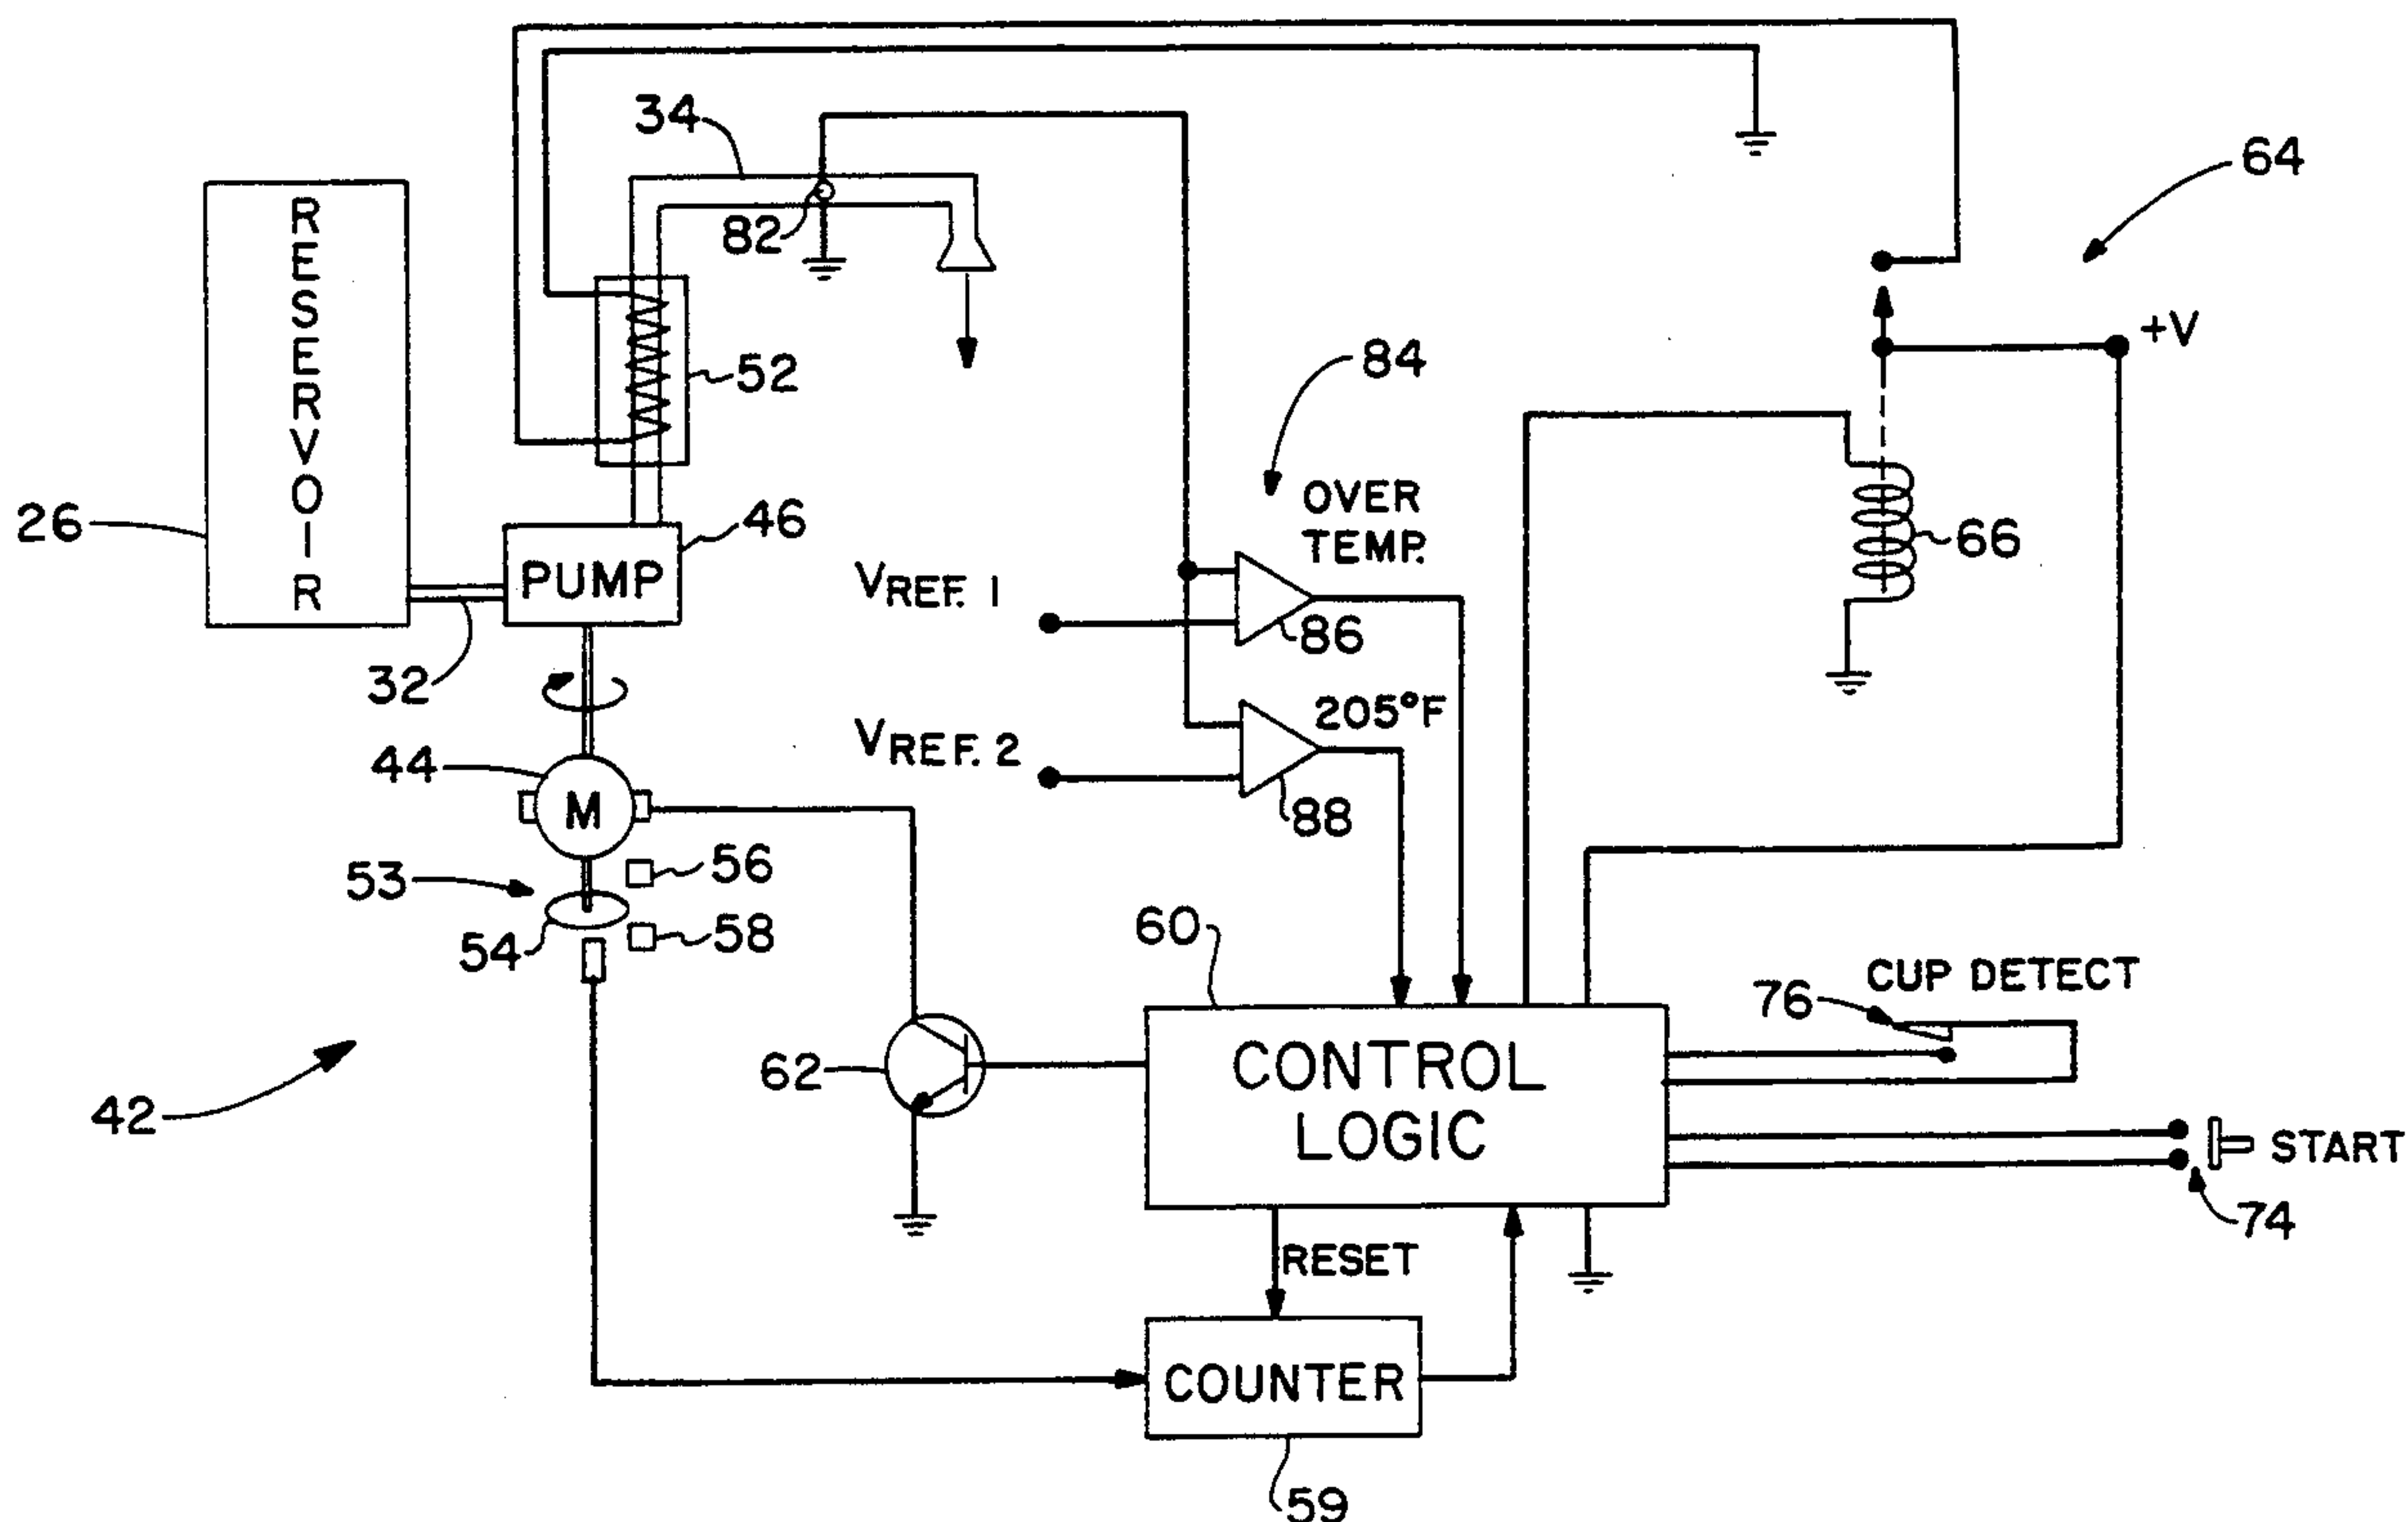 34
64
82
RESERVOIR
+V
52
84
OVER
TEMP.
26
46
66
PUMP
VREF. 1
86
32
205°F
VREF. 2
44
M
88
56
53
58
54
60
CUP DETECT
76
CONTROL
LOGIC
62
42
START
74
RESET
COUNTER
59